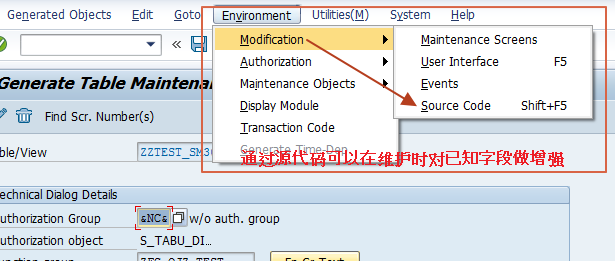 Generated Objects Edit Goto Environment Utilities(M) System Help
Modification
Maintenance Screens
Authorization
User Interface F5
Maintenance Objects
Events
Display Module
Source Code Shift+F5
Transaction Code
Generate Time-Dep
通过源代码可以在维护时对已知字段做增强
Generate Table Maintenan
Find Scr. Number(s)
ble/View ZZTEST_SM30
echnical Dialog Details
uthorization Group &NC& w/o auth. group
uthorization object S_TABU_DI...